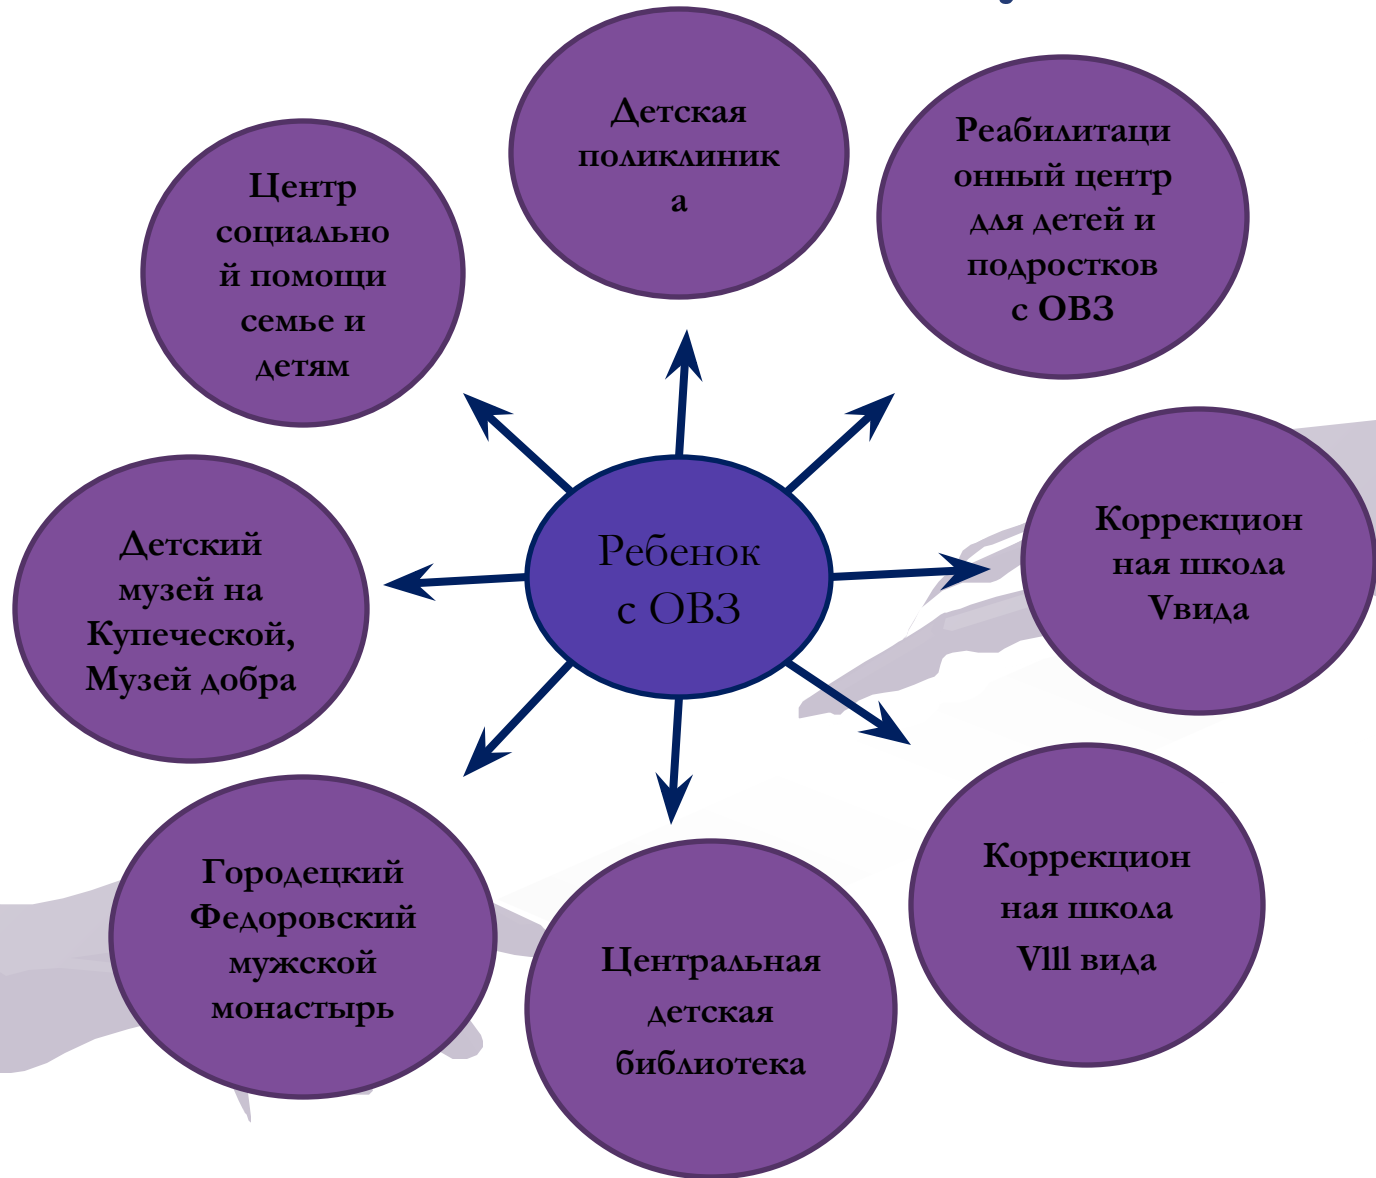 Детская
поликлиник
а
Реабилитаци
онный центр
для детей и
подростков
с ОВЗ
Центр
социально
й помощи
семье и
детям
Коррекцион
ная школа
Vвида
Ребенок
с ОВЗ
Детский
музей на
Купеческой,
Музей добра
Коррекцион
ная школа
Vlll вида
Городецкий
Федоровский
мужской
монастырь
Центральная
детская
библиотека